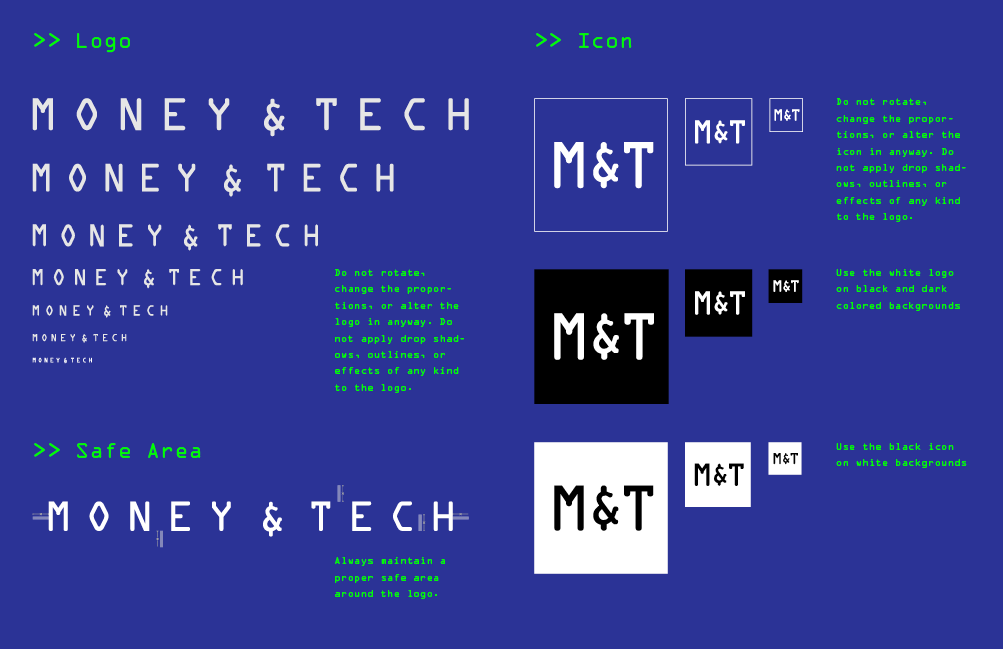 >> Logo
MONEY & TECH
MONEY & TECH
MONEY & TECH
MONEY & TECH
MONEY & TECH
MONEY & TECH
MONEY & TECH
Do not rotate,
change the propor-
tions, or alter the
logo in anyway. Do
not apply drop shad-
ows, outlines, or
effects of any kind
to the logo.
>> Safe Area
MONEY & TECH
Always maintain a
proper safe area
around the logo.
>> Icon
M&T
M&T
M&T
Do not rotate,
change the propor-
tions, or alter the
icon in anyway. Do
not apply drop shad-
ows, outlines, or
effects of any kind
to the logo.
M&T
M&T
M&T
Use the white logo
on black and dark
colored backgrounds
M&T
M&T
M&T
Use the black icon
on white backgrounds